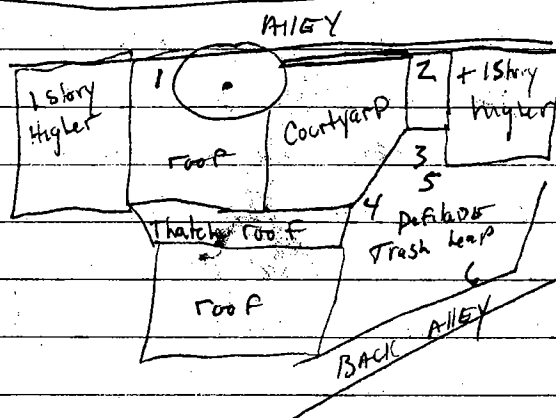 Alley
1 Story
Higher
1
roof
Courtyard
2
+ 1 Story
higher
3
5
4
Thatch roof
Defilade
Trash heap
6
roof
BACK Alley